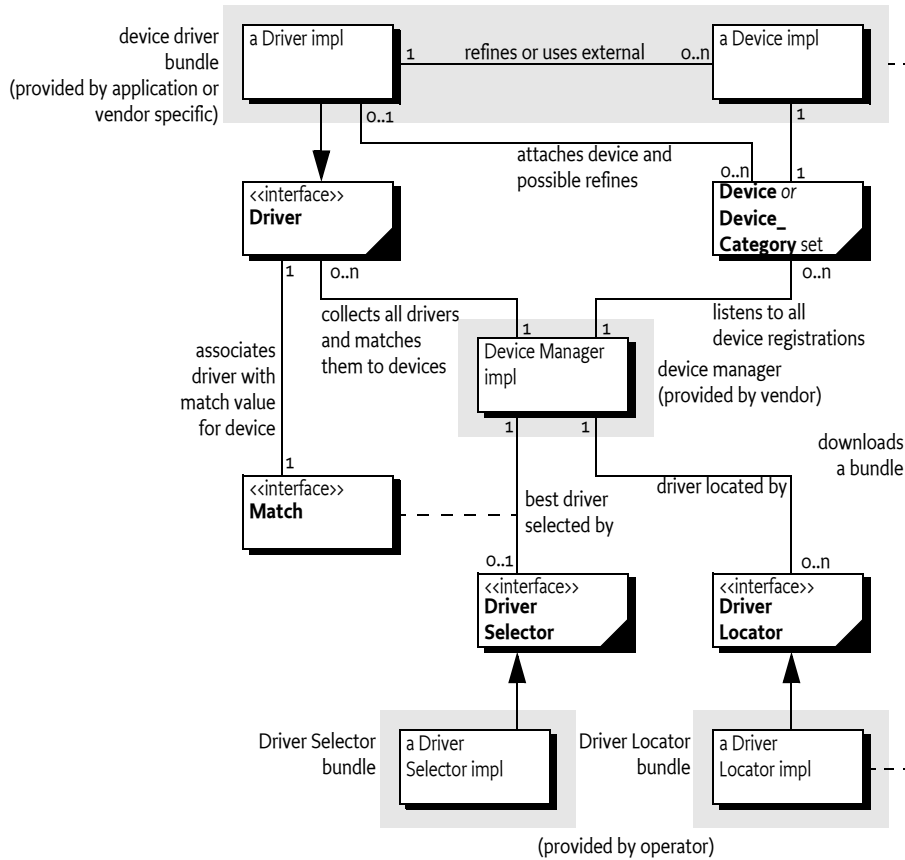 device driver
bundle
(provided by application or
vendor specific)
a Driver impl
1
refines or uses external
0..n
a Device impl
0..1
1
attaches device and
possible refines
0..n
1
<<interface>>
Driver
Device or
Device_
Category set
1
0..n
0..n
collects all drivers
and matches
them to devices
listens to all
device registrations
1
1
Device Manager
impl
device manager
(provided by vendor)
associates
driver with
match value
for device
1
1
downloads
a bundle
1
<<interface>>
Match
best driver
selected by
driver located by
0..1
0..n
<<interface>>
Driver
Selector
<<interface>>
Driver
Locator
Driver Selector
bundle
a Driver
Selector impl
Driver Locator
bundle
a Driver
Locator impl
(provided by operator)